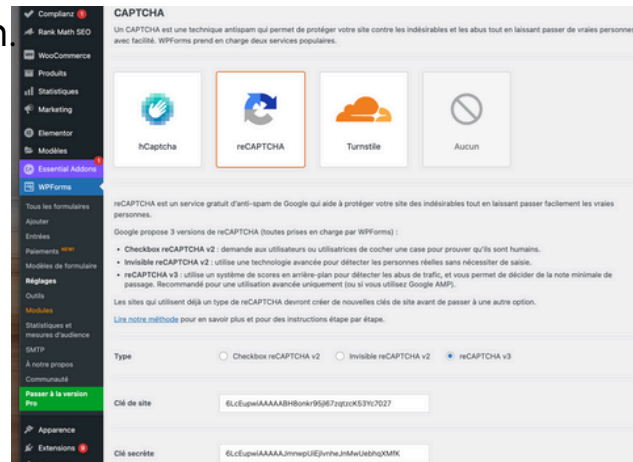 n.
Complianz 1
Rank Math SEO
WooCommerce
Produits
Statistiques
Marketing
Elementor
Modèles
Essential Addons 1
WPForms
Tous les formulaires
Ajouter
Entrées
Paiements NEW!
Modèles de formulaire
Réglages
Outils
Modules
Statistiques et
mesures d'audience
SMTP
À notre propos
Communauté
Passer à la version
Pro
Apparence
Extensions 9
CAPTCHA
Un CAPTCHA est une technique antispam qui permet de protéger votre site contre les indésirables et les abus tout en laissant passer de vraies personnes
avec facilité. WPForms prend en charge deux services populaires.
hCaptcha
reCAPTCHA
Turnstile
Aucun
reCAPTCHA est un service gratuit d'anti-spam de Google qui aide à protéger votre site des indésirables tout en laissant passer facilement les vraies
personnes.
Google propose 3 versions de reCAPTCHA (toutes prises en charge par WPForms) :
• Checkbox reCAPTCHA v2 : demande aux utilisateurs ou utilisatrices de cocher une case pour prouver qu'ils sont humains.
• Invisible reCAPTCHA v2 : utilise une technologie avancée pour détecter les personnes réelles sans nécessiter de saisie.
• reCAPTCHA v3 : utilise un système de scores en arrière-plan pour détecter les abus de trafic, et vous permet de décider de la note minimale de
passage. Recommandé pour une utilisation avancée uniquement (ou si vous utilisez Google AMP).
Les sites qui utilisent déjà un type de reCAPTCHA devront créer de nouvelles clés de site avant de passer à une autre option.
Lire notre méthode pour en savoir plus et pour des instructions étape par étape.
Type
Checkbox reCAPTCHA v2
Invisible reCAPTCHA v2
reCAPTCHA v3
Clé de site
Clé secrète